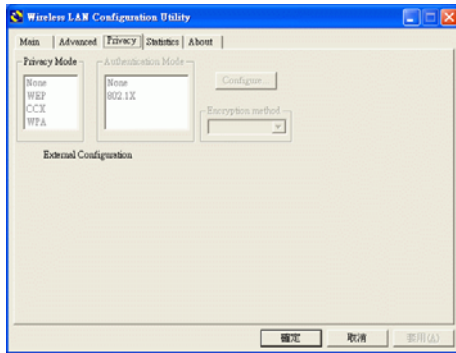 Wireless LAN Configuration Utility
Main Advanced Privacy Statistics About
Privacy Mode
None
WEP
CCX
WPA
Authentication Mode
None
802.1X
Configure...
Encryption method
External Configuration
確定 取消 套用(A)